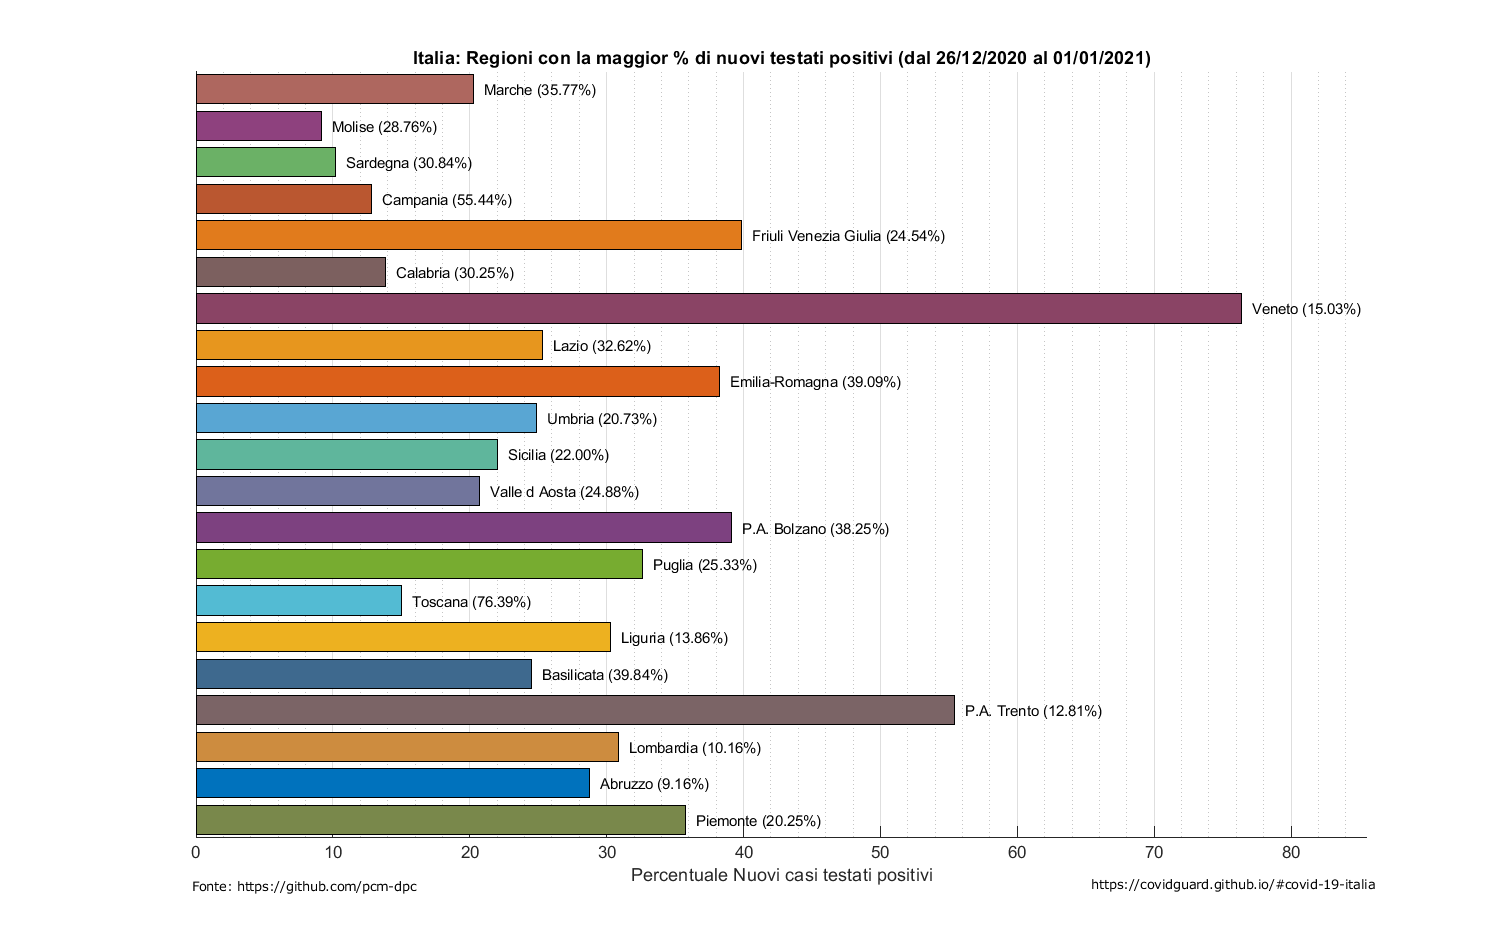 Italia: Regioni con la maggior % di nuovi testati positivi (dal 26/12/2020 al 01/01/2021)
Marche (35.77%)
Molise (28.76%)
Sardegna (30.84%)
Campania (55.44%)
Friuli Venezia Giulia (24.54%)
Calabria (30.25%)
Veneto (15.03%)
Lazio (32.62%)
Emilia-Romagna (39.09%)
Umbria (20.73%)
Sicilia (22.00%)
Valle d Aosta (24.88%)
P.A. Bolzano (38.25%)
Puglia (25.33%)
Toscana (76.39%)
Liguria (13.86%)
Basilicata (39.84%)
P.A. Trento (12.81%)
Lombardia (10.16%)
Abruzzo (9.16%)
Piemonte (20.25%)
0 10 20 30 40 50 60 70 80
Percentuale Nuovi casi testati positivi
Fonte: https://github.com/pcm-dpc
https://covidguard.github.io/#covid-19-italia